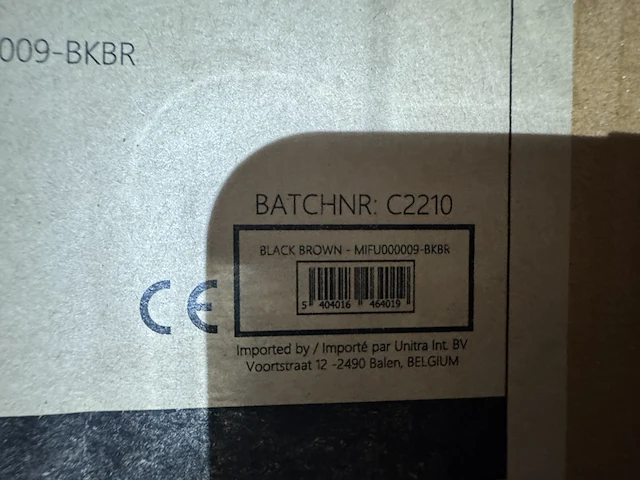 009-BKBR
BATCHNR: C2210
BLACK BROWN - MIFU000009-BKBR
5 404016 464019
CE
Imported by / Importé par Unitra Int. BV
Voortstraat 12 -2490 Balen, BELGIUM